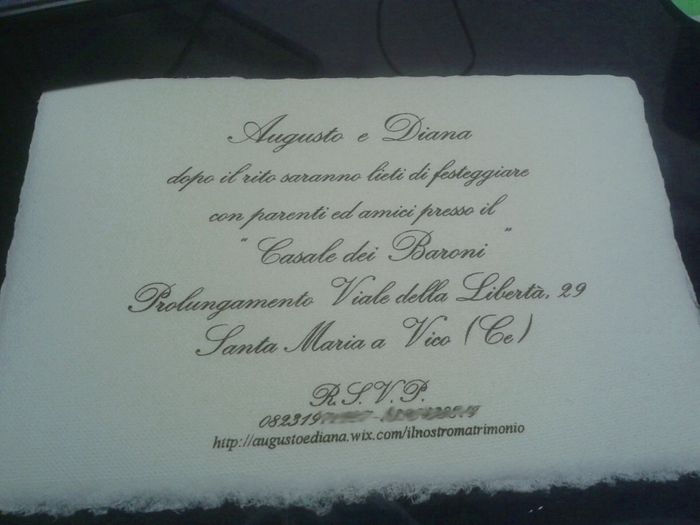 Augusto e Diana
dopo il rito saranno lieti di festeggiare
con parenti ed amici presso il
" Casale dei Baroni "
Prolungamento Viale della Libertà, 29
Santa Maria a Vico (Ce)
R.S.V.P.
http://augustoediana.wix.com/ilnostromatrimonio